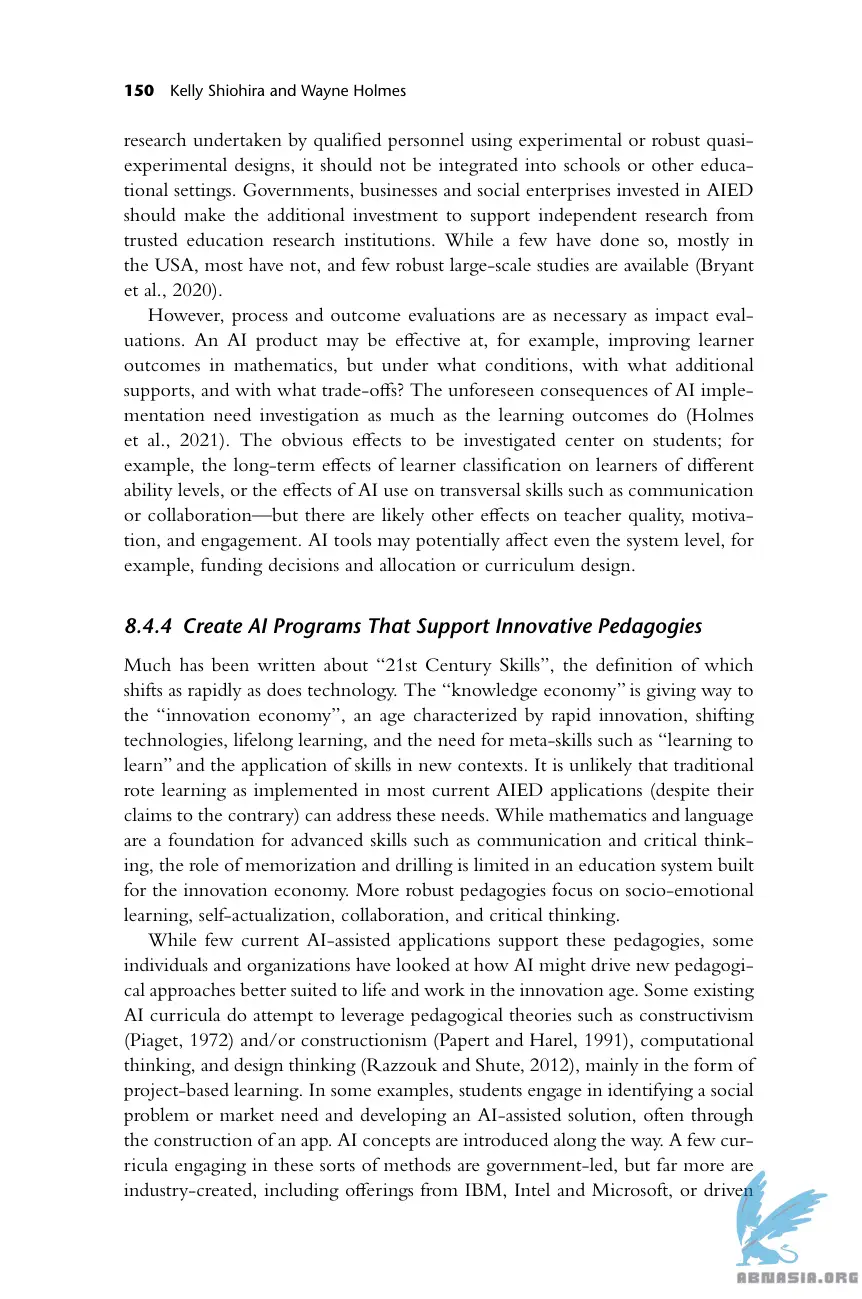 150 Kelly Shiohira and Wayne Holmes
research undertaken by qualified personnel using experimental or robust quasi-
experimental designs, it should not be integrated into schools or other educa-
tional settings. Governments, businesses and social enterprises invested in AIED
should make the additional investment to support independent research from
trusted education research institutions. While a few have done so, mostly in
the USA, most have not, and few robust large-scale studies are available (Bryant
et al., 2020).
However, process and outcome evaluations are as necessary as impact eval-
uations. An AI product may be effective at, for example, improving learner
outcomes in mathematics, but under what conditions, with what additional
supports, and with what trade-offs? The unforeseen consequences of AI imple-
mentation need investigation as much as the learning outcomes do (Holmes
et al., 2021). The obvious effects to be investigated center on students; for
example, the long-term effects of learner classification on learners of different
ability levels, or the effects of AI use on transversal skills such as communication
or collaboration—but there are likely other effects on teacher quality, motiva-
tion, and engagement. AI tools may potentially affect even the system level, for
example, funding decisions and allocation or curriculum design.
8.4.4 Create AI Programs That Support Innovative Pedagogies
Much has been written about “21st Century Skills”, the definition of which
shifts as rapidly as does technology. The “knowledge economy” is giving way to
the “innovation economy”, an age characterized by rapid innovation, shifting
technologies, lifelong learning, and the need for meta-skills such as “learning to
learn” and the application of skills in new contexts. It is unlikely that traditional
rote learning as implemented in most current AIED applications (despite their
claims to the contrary) can address these needs. While mathematics and language
are a foundation for advanced skills such as communication and critical think-
ing, the role of memorization and drilling is limited in an education system built
for the innovation economy. More robust pedagogies focus on socio-emotional
learning, self-actualization, collaboration, and critical thinking.
While few current AI-assisted applications support these pedagogies, some
individuals and organizations have looked at how AI might drive new pedagogi-
cal approaches better suited to life and work in the innovation age. Some existing
AI curricula do attempt to leverage pedagogical theories such as constructivism
(Piaget, 1972) and/or constructionism (Papert and Harel, 1991), computational
thinking, and design thinking (Razzouk and Shute, 2012), mainly in the form of
project-based learning. In some examples, students engage in identifying a social
problem or market need and developing an AI-assisted solution, often through
the construction of an app. AI concepts are introduced along the way. A few cur-
ricula engaging in these sorts of methods are government-led, but far more are
industry-created, including offerings from IBM, Intel and Microsoft, or driven
ABNASIA.ORG